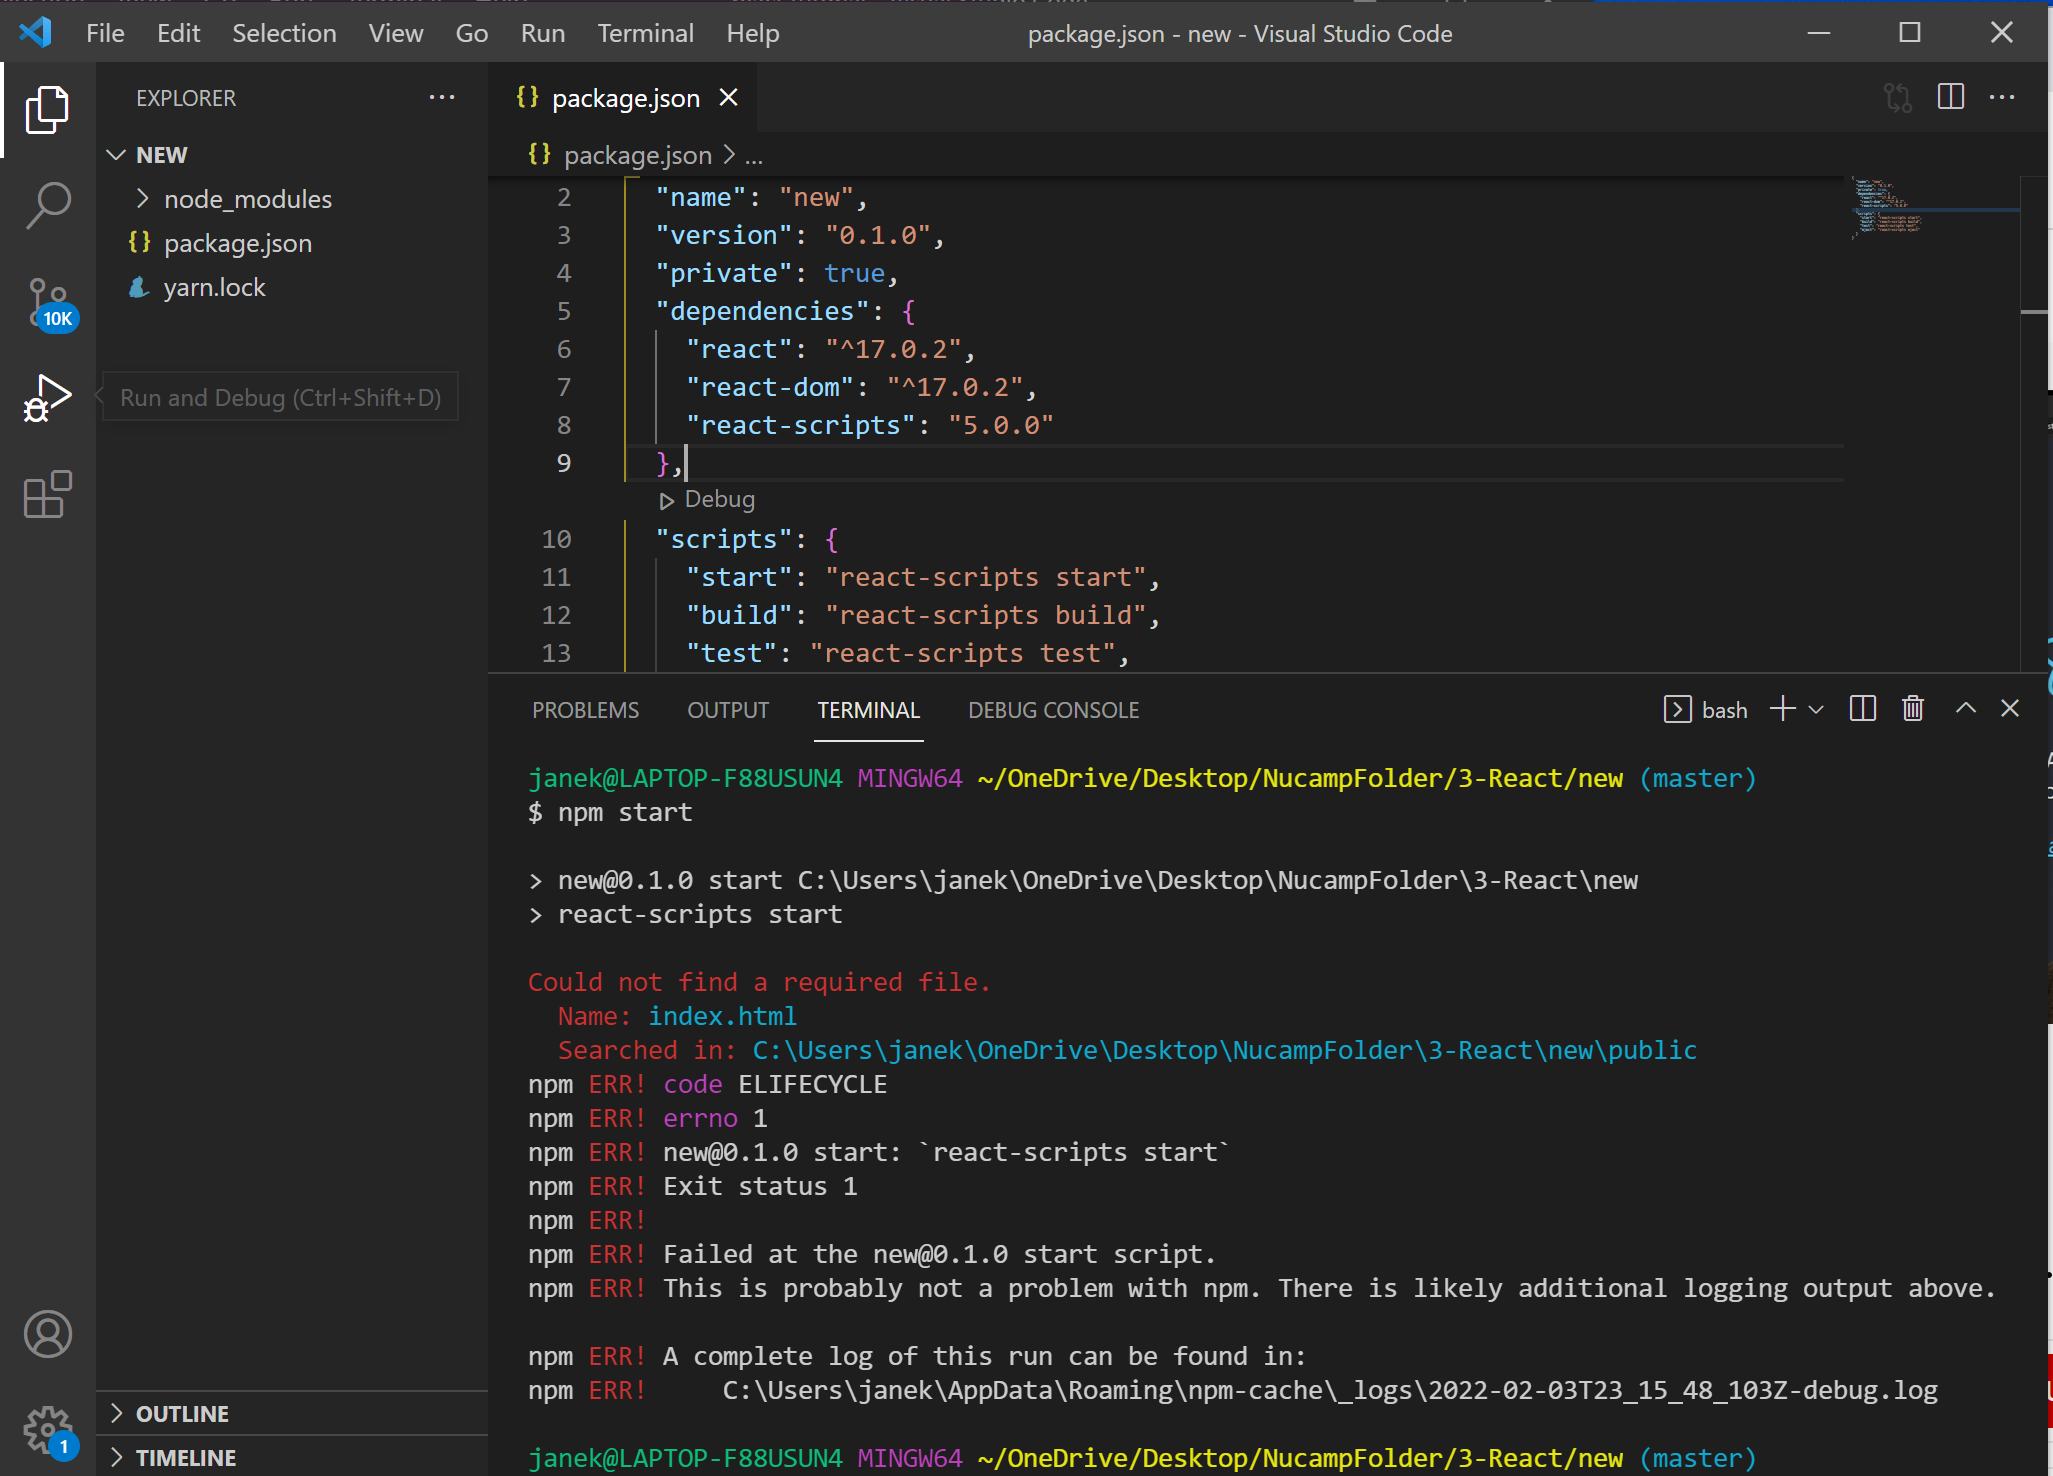 File Edit Selection View Go Run Terminal Help package.json - new - Visual Studio Code
EXPLORER
NEW
node_modules
{} package.json
yarn.lock
10K
Run and Debug (Ctrl+Shift+D)
1
OUTLINE
TIMELINE
{} package.json
{} package.json > ...
2 "name": "new",
3 "version": "0.1.0",
4 "private": true,
5 "dependencies": {
6 "react": "^17.0.2",
7 "react-dom": "^17.0.2",
8 "react-scripts": "5.0.0"
9 },
Debug
10 "scripts": {
11 "start": "react-scripts start",
12 "build": "react-scripts build",
13 "test": "react-scripts test",
PROBLEMS OUTPUT TERMINAL DEBUG CONSOLE bash
janek@LAPTOP-F88USUN4 MINGW64 ~/OneDrive/Desktop/NucampFolder/3-React/new (master)
$ npm start
> new@0.1.0 start C:\Users\janek\OneDrive\Desktop\NucampFolder\3-React\new
> react-scripts start
Could not find a required file.
Name: index.html
Searched in: C:\Users\janek\OneDrive\Desktop\NucampFolder\3-React\new\public
npm ERR! code ELIFECYCLE
npm ERR! errno 1
npm ERR! new@0.1.0 start: `react-scripts start`
npm ERR! Exit status 1
npm ERR!
npm ERR! Failed at the new@0.1.0 start script.
npm ERR! This is probably not a problem with npm. There is likely additional logging output above.
npm ERR! A complete log of this run can be found in:
npm ERR! C:\Users\janek\AppData\Roaming\npm-cache\_logs\2022-02-03T23_15_48_103Z-debug.log
janek@LAPTOP-F88USUN4 MINGW64 ~/OneDrive/Desktop/NucampFolder/3-React/new (master)